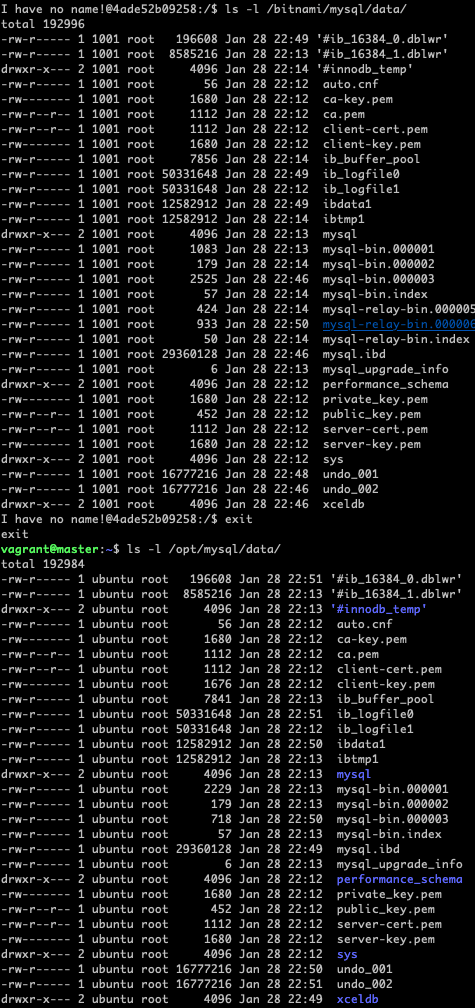 I have no name!@4ade52b09258:/$ ls -l /bitnami/mysql/data/
total 192996
-rw-r----- 1 1001 root   196608 Jan 28 22:49 '#ib_16384_0.dblwr'
-rw-r----- 1 1001 root  8585216 Jan 28 22:13 '#ib_16384_1.dblwr'
drwxr-x--- 2 1001 root     4096 Jan 28 22:14 '#innodb_temp'
-rw-r----- 1 1001 root       56 Jan 28 22:12  auto.cnf
-rw------- 1 1001 root     1680 Jan 28 22:12  ca-key.pem
-rw-r--r-- 1 1001 root     1112 Jan 28 22:12  ca.pem
-rw-r--r-- 1 1001 root     1112 Jan 28 22:12  client-cert.pem
-rw------- 1 1001 root     1680 Jan 28 22:12  client-key.pem
-rw-r----- 1 1001 root     7856 Jan 28 22:14  ib_buffer_pool
-rw-r----- 1 1001 root 50331648 Jan 28 22:49  ib_logfile0
-rw-r----- 1 1001 root 50331648 Jan 28 22:12  ib_logfile1
-rw-r----- 1 1001 root 12582912 Jan 28 22:49  ibdata1
-rw-r----- 1 1001 root 12582912 Jan 28 22:14  ibtmp1
drwxr-x--- 2 1001 root     4096 Jan 28 22:13  mysql
-rw-r----- 1 1001 root     1083 Jan 28 22:13  mysql-bin.000001
-rw-r----- 1 1001 root      179 Jan 28 22:14  mysql-bin.000002
-rw-r----- 1 1001 root     2525 Jan 28 22:46  mysql-bin.000003
-rw-r----- 1 1001 root       57 Jan 28 22:14  mysql-bin.index
-rw-r----- 1 1001 root      424 Jan 28 22:14  mysql-relay-bin.000005
-rw-r----- 1 1001 root      933 Jan 28 22:50  mysql-relay-bin.000006
-rw-r----- 1 1001 root       50 Jan 28 22:14  mysql-relay-bin.index
-rw-r----- 1 1001 root 29360128 Jan 28 22:46  mysql.ibd
-rw-r----- 1 1001 root        6 Jan 28 22:13  mysql_upgrade_info
drwxr-x--- 2 1001 root     4096 Jan 28 22:12  performance_schema
-rw------- 1 1001 root     1680 Jan 28 22:12  private_key.pem
-rw-r--r-- 1 1001 root      452 Jan 28 22:12  public_key.pem
-rw-r--r-- 1 1001 root     1112 Jan 28 22:12  server-cert.pem
-rw------- 1 1001 root     1680 Jan 28 22:12  server-key.pem
drwxr-x--- 2 1001 root     4096 Jan 28 22:12  sys
-rw-r----- 1 1001 root 16777216 Jan 28 22:48  undo_001
-rw-r----- 1 1001 root 16777216 Jan 28 22:46  undo_002
drwxr-x--- 2 1001 root     4096 Jan 28 22:46  xceldb
I have no name!@4ade52b09258:/$ exit
exit
vagrant@master:~$ ls -l /opt/mysql/data/
total 192984
-rw-r----- 1 ubuntu root   196608 Jan 28 22:51 '#ib_16384_0.dblwr'
-rw-r----- 1 ubuntu root  8585216 Jan 28 22:13 '#ib_16384_1.dblwr'
drwxr-x--- 2 ubuntu root     4096 Jan 28 22:13 '#innodb_temp'
-rw-r----- 1 ubuntu root       56 Jan 28 22:12  auto.cnf
-rw------- 1 ubuntu root     1680 Jan 28 22:12  ca-key.pem
-rw-r--r-- 1 ubuntu root     1112 Jan 28 22:12  ca.pem
-rw-r--r-- 1 ubuntu root     1112 Jan 28 22:12  client-cert.pem
-rw------- 1 ubuntu root     1676 Jan 28 22:12  client-key.pem
-rw-r----- 1 ubuntu root     7841 Jan 28 22:13  ib_buffer_pool
-rw-r----- 1 ubuntu root 50331648 Jan 28 22:51  ib_logfile0
-rw-r----- 1 ubuntu root 50331648 Jan 28 22:12  ib_logfile1
-rw-r----- 1 ubuntu root 12582912 Jan 28 22:50  ibdata1
-rw-r----- 1 ubuntu root 12582912 Jan 28 22:13  ibtmp1
drwxr-x--- 2 ubuntu root     4096 Jan 28 22:13  mysql
-rw-r----- 1 ubuntu root     2229 Jan 28 22:13  mysql-bin.000001
-rw-r----- 1 ubuntu root      179 Jan 28 22:13  mysql-bin.000002
-rw-r----- 1 ubuntu root      718 Jan 28 22:50  mysql-bin.000003
-rw-r----- 1 ubuntu root       57 Jan 28 22:13  mysql-bin.index
-rw-r----- 1 ubuntu root 29360128 Jan 28 22:49  mysql.ibd
-rw-r----- 1 ubuntu root        6 Jan 28 22:13  mysql_upgrade_info
drwxr-x--- 2 ubuntu root     4096 Jan 28 22:12  performance_schema
-rw------- 1 ubuntu root     1680 Jan 28 22:12  private_key.pem
-rw-r--r-- 1 ubuntu root      452 Jan 28 22:12  public_key.pem
-rw-r--r-- 1 ubuntu root     1112 Jan 28 22:12  server-cert.pem
-rw------- 1 ubuntu root     1680 Jan 28 22:12  server-key.pem
drwxr-x--- 2 ubuntu root     4096 Jan 28 22:12  sys
-rw-r----- 1 ubuntu root 16777216 Jan 28 22:50  undo_001
-rw-r----- 1 ubuntu root 16777216 Jan 28 22:51  undo_002
drwxr-x--- 2 ubuntu root     4096 Jan 28 22:49  xceldb